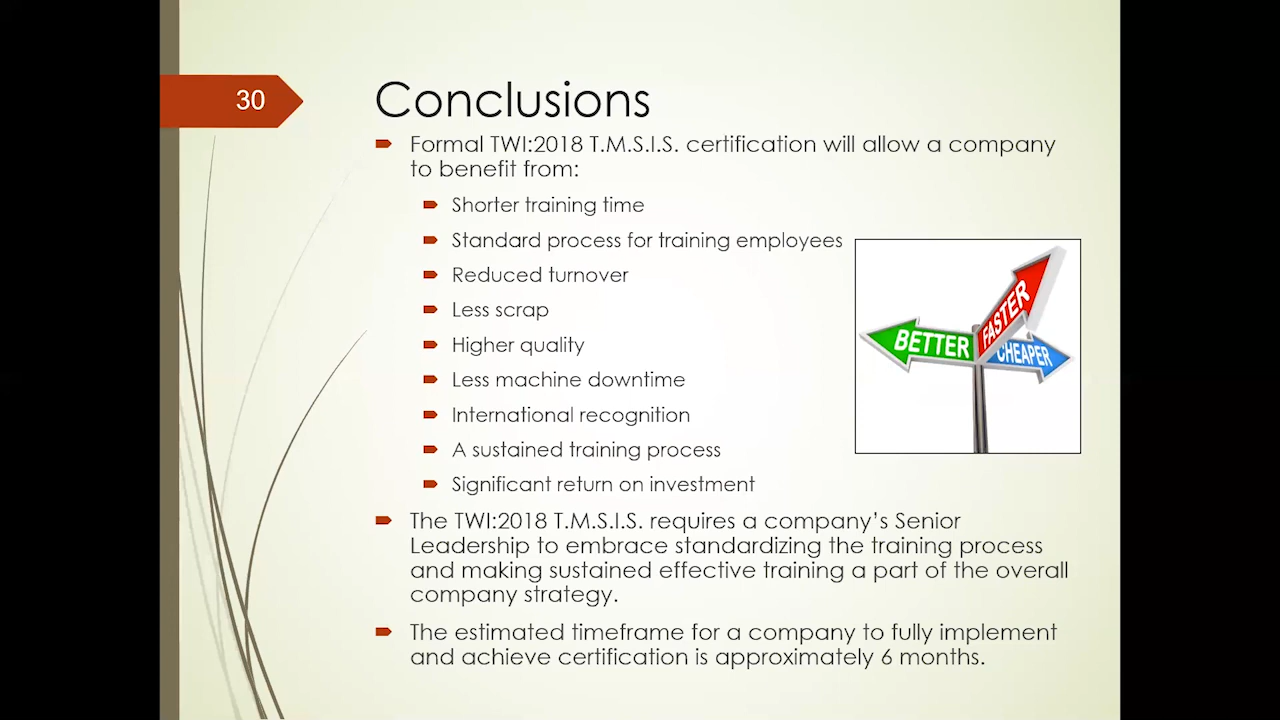 30
Conclusions
Formal TWI:2018 T.M.S.I.S. certification will allow a company
to benefit from:
Shorter training time
Standard process for training employees
Reduced turnover
Less scrap
Higher quality
Less machine downtime
International recognition
A sustained training process
Significant return on investment
BETTER
FASTER
CHEAPER
The TWI:2018 T.M.S.I.S. requires a company’s Senior
Leadership to embrace standardizing the training process
and making sustained effective training a part of the overall
company strategy.
The estimated timeframe for a company to fully implement
and achieve certification is approximately 6 months.